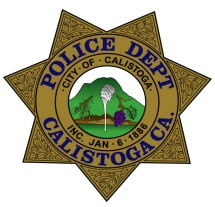 POLICE DEPT
CITY · OF · CALISTOGA
INC. JAN · 6 · 1886
CALISTOGA CA.